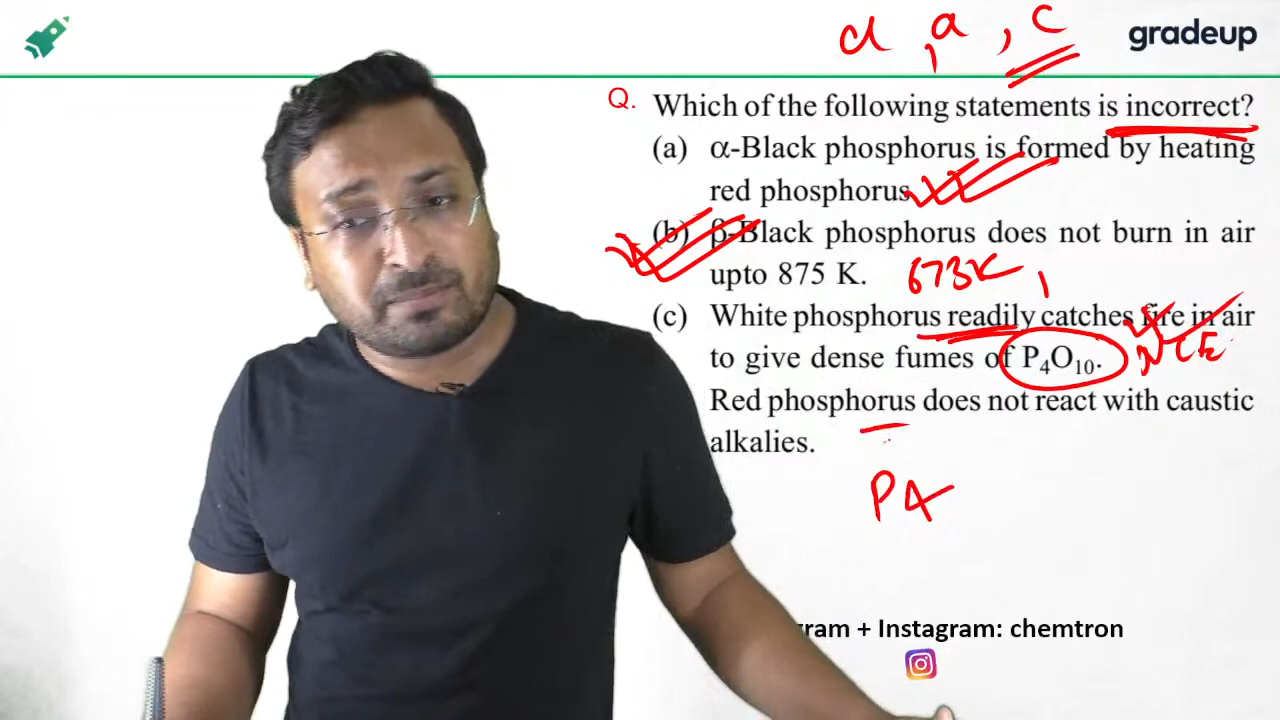 d, a, c
gradeup
Q. Which of the following statements is incorrect?
(a) α-Black phosphorus is formed by heating
red phosphorus
(b) β-Black phosphorus does not burn in air
upto 875 K. 673K,
(c) White phosphorus readily catches fire in air
to give dense fumes of P₄O₁₀.
Red phosphorus does not react with caustic
alkalies.
P4
gram + Instagram: chemtron